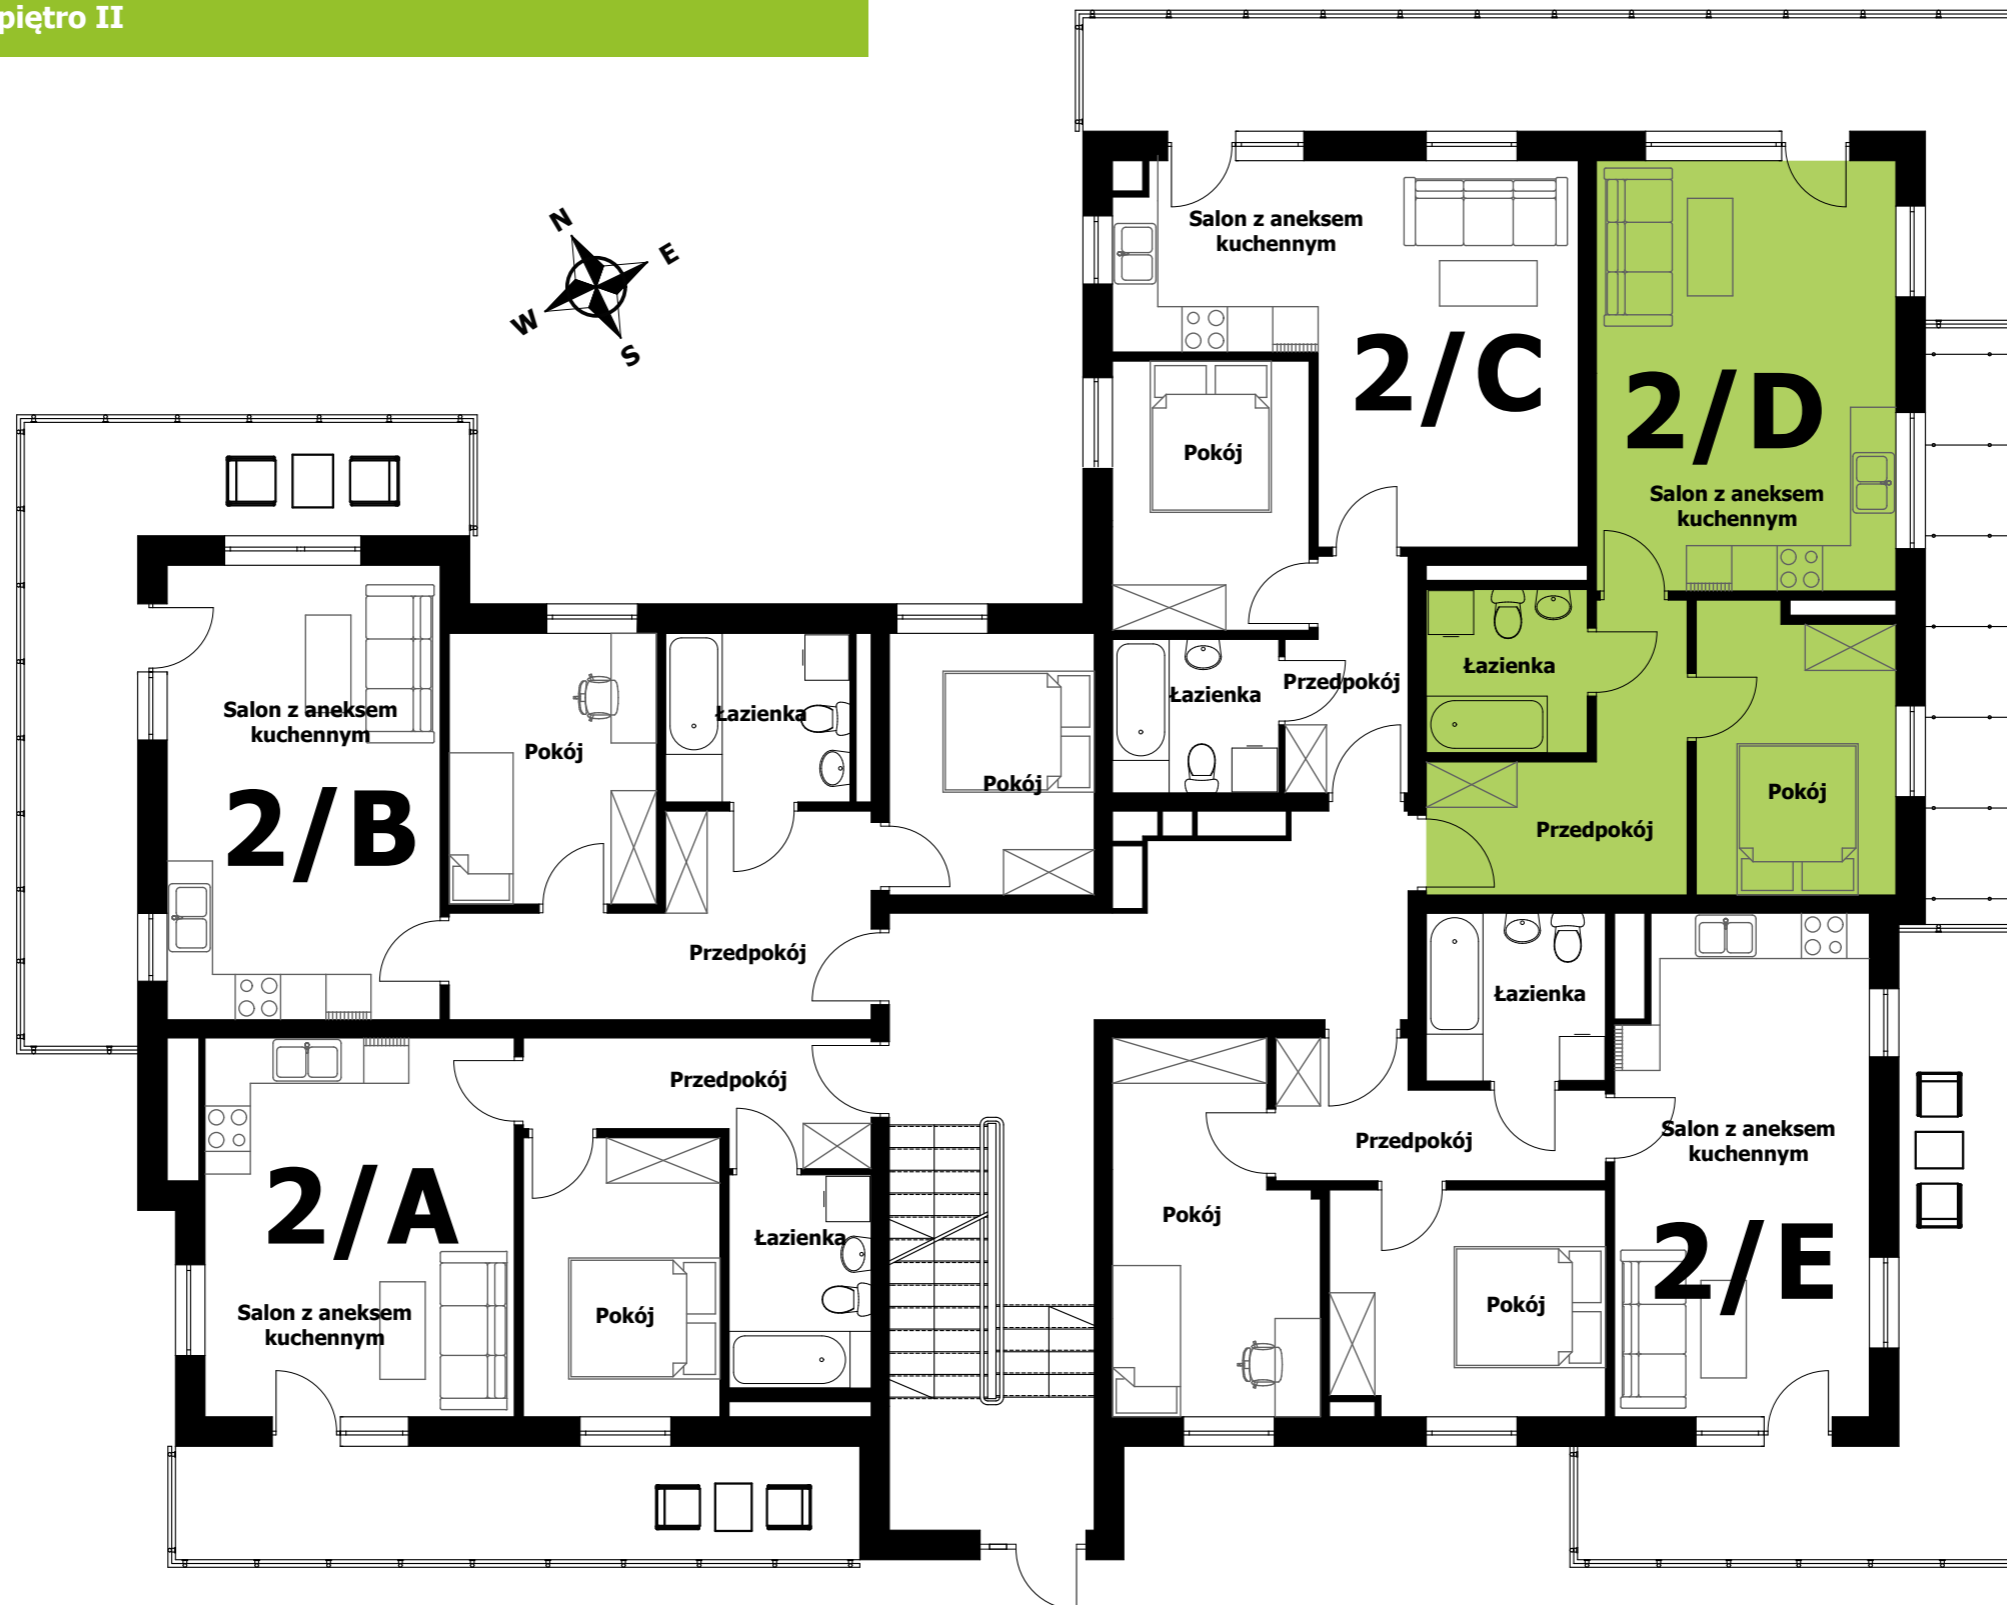 piętro II
N
E
W
S
Salon z aneksem
kuchennym
2/C
Pokój
Łazienka
Przedpokój
2/D
Salon z aneksem
kuchennym
Łazienka
Pokój
Przedpokój
Salon z aneksem
kuchennym
2/B
Pokój
Łazienka
Pokój
Przedpokój
Przedpokój
2/A
Salon z aneksem
kuchennym
Pokój
Łazienka
Łazienka
Przedpokój
Salon z aneksem
kuchennym
Pokój
Pokój
2/E